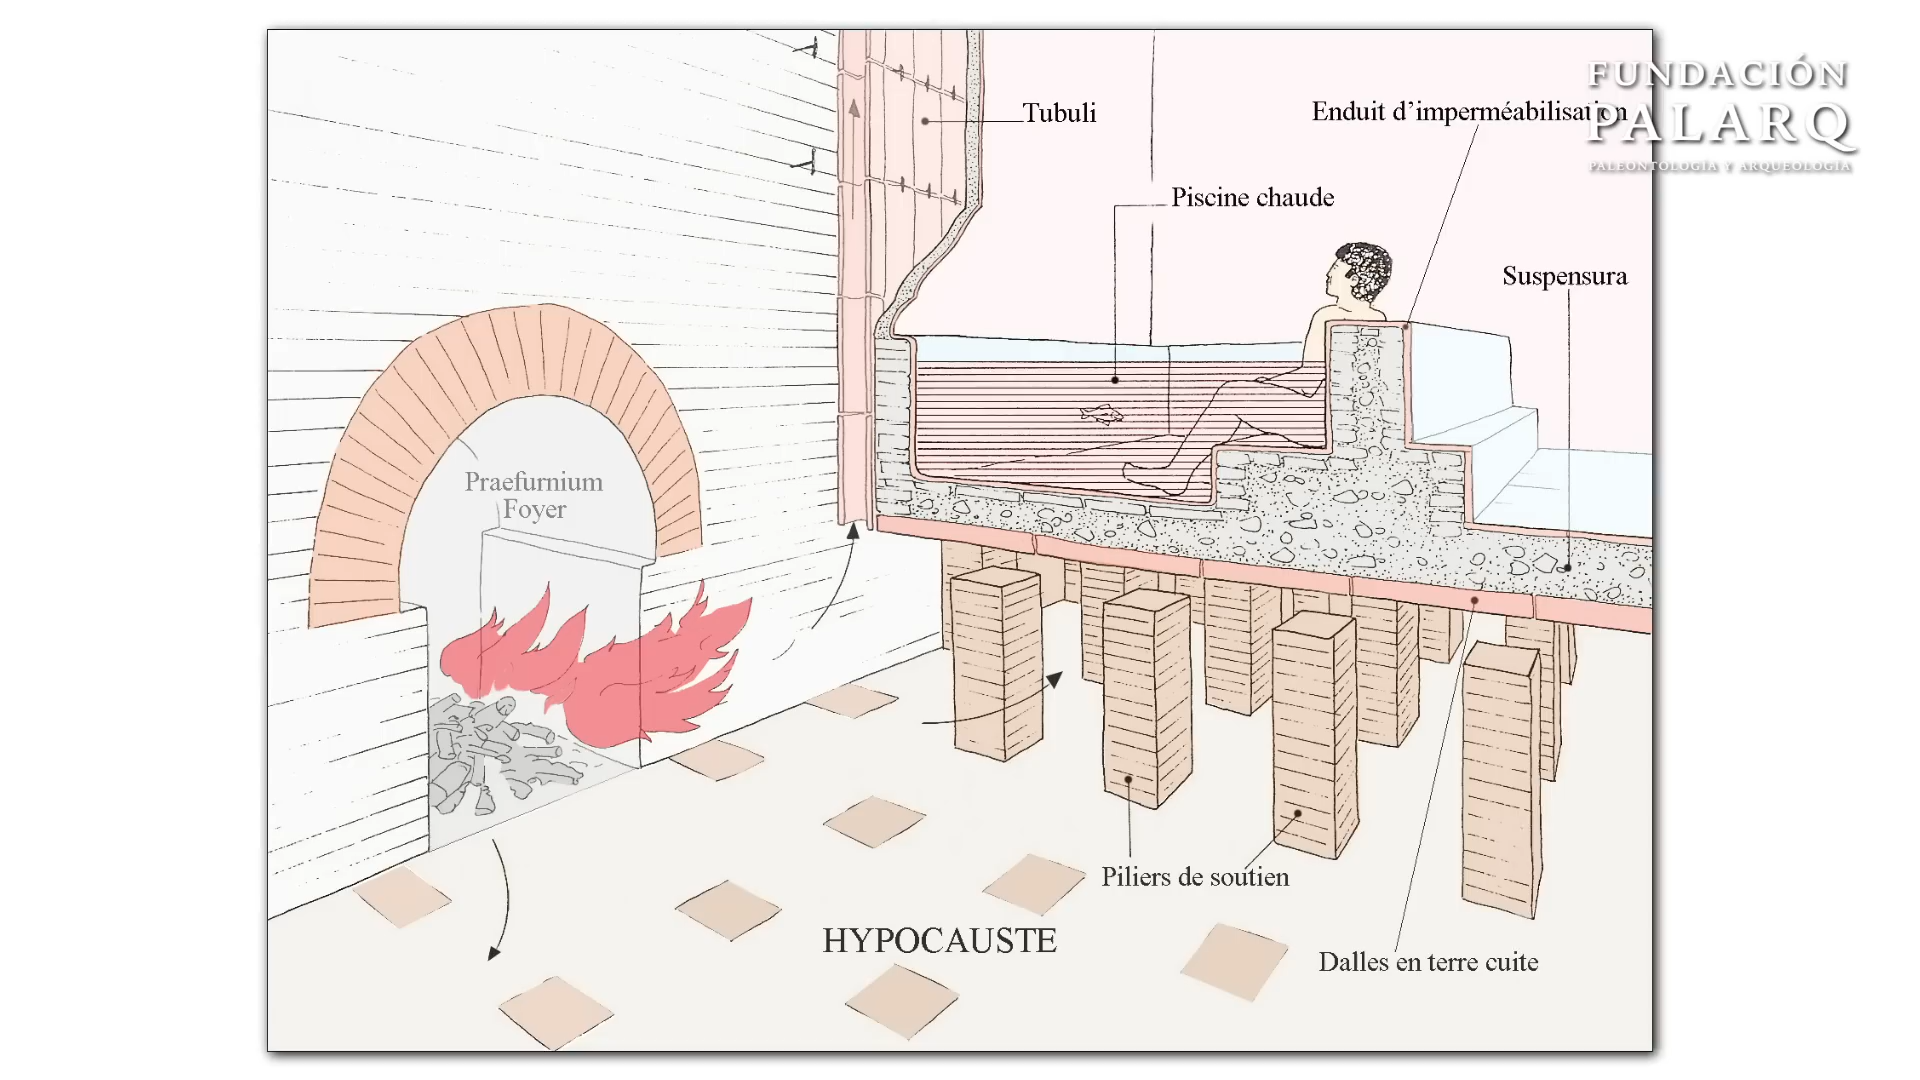 FUNDACIÓN
PALARQ
PALEONTOLOGÍA Y ARQUEOLOGÍA
Tubuli
Enduit d'imperméabilisation
Piscine chaude
Suspensura
Praefurnium
Foyer
Piliers de soutien
HYPOCAUSTE
Dalles en terre cuite